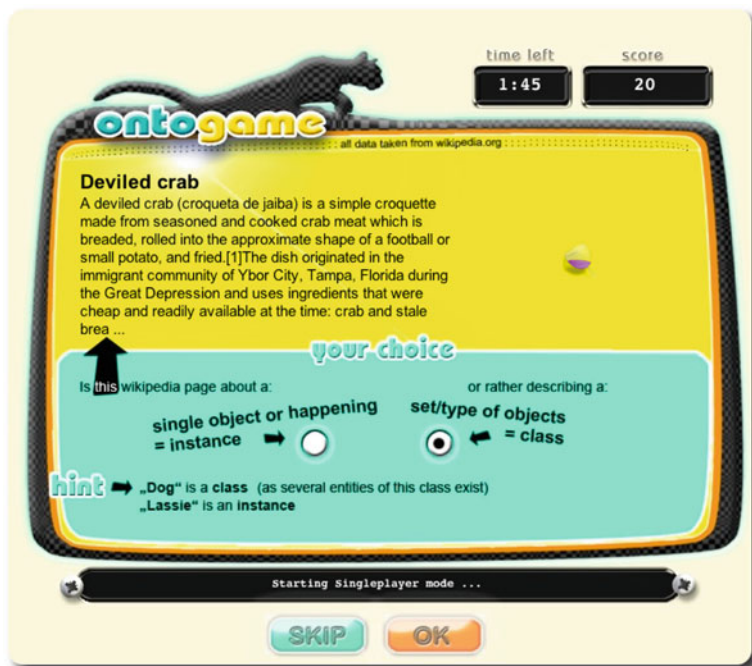 time left score
1:45 20
ontogame
: all data taken from wikipedia.org :
Deviled crab
A deviled crab (croqueta de jaiba) is a simple croquette
made from seasoned and cooked crab meat which is
breaded, rolled into the approximate shape of a football or
small potato, and fried.[1]The dish originated in the
immigrant community of Ybor City, Tampa, Florida during
the Great Depression and uses ingredients that were
cheap and readily available at the time: crab and stale
brea ...
your choice
Is this wikipedia page about a: or rather describing a:
single object or happening set/type of objects
= instance = class
hint „Dog“ is a class (as several entities of this class exist)
„Lassie“ is an instance
Starting Singleplayer mode ...
SKIP OK